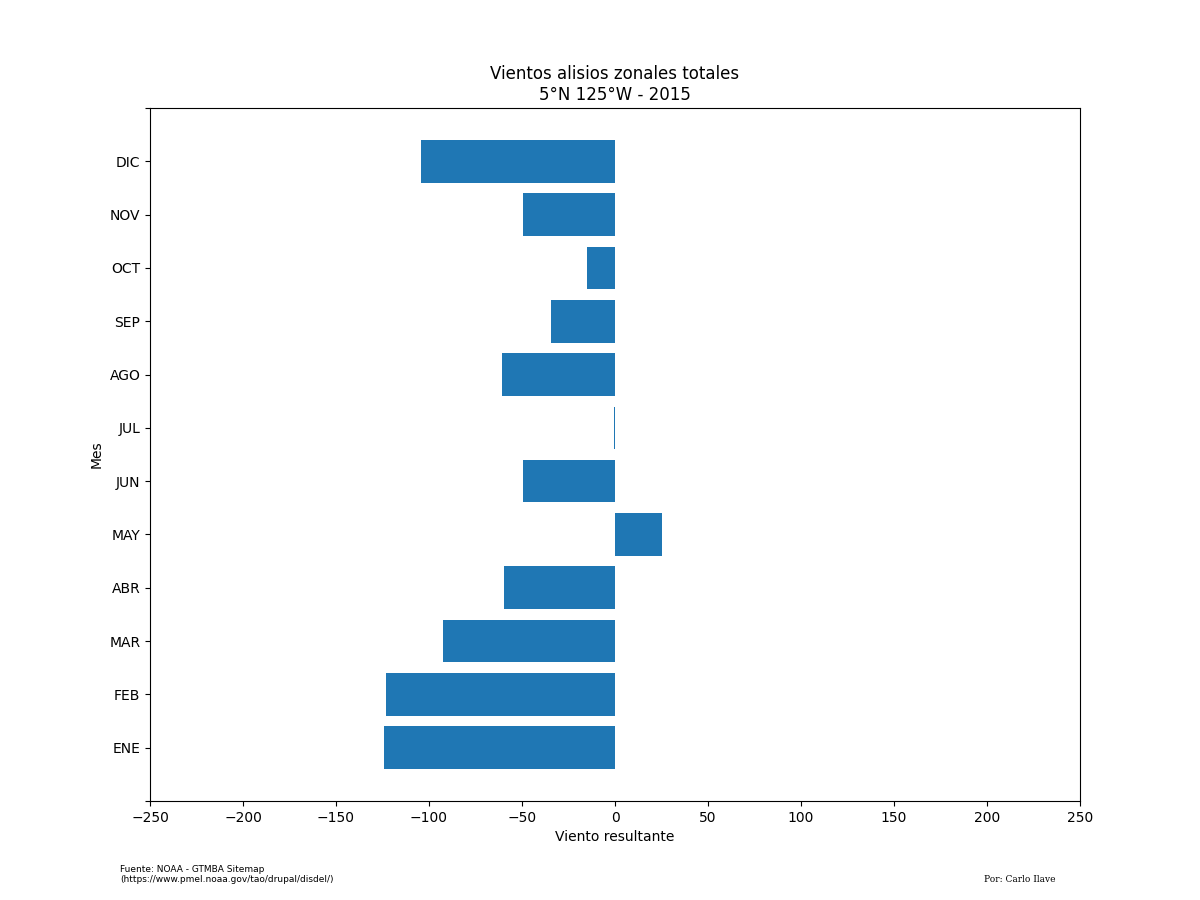 Vientos alisios zonales totales
5°N 125°W - 2015
DIC
NOV
OCT
SEP
AGO
JUL
Mes
JUN
MAY
ABR
MAR
FEB
ENE
−250 −200 −150 −100 −50 0 50 100 150 200 250
Viento resultante
Fuente: NOAA - GTMBA Sitemap
(https://www.pmel.noaa.gov/tao/drupal/disdel/)
Por: Carlo Ilave